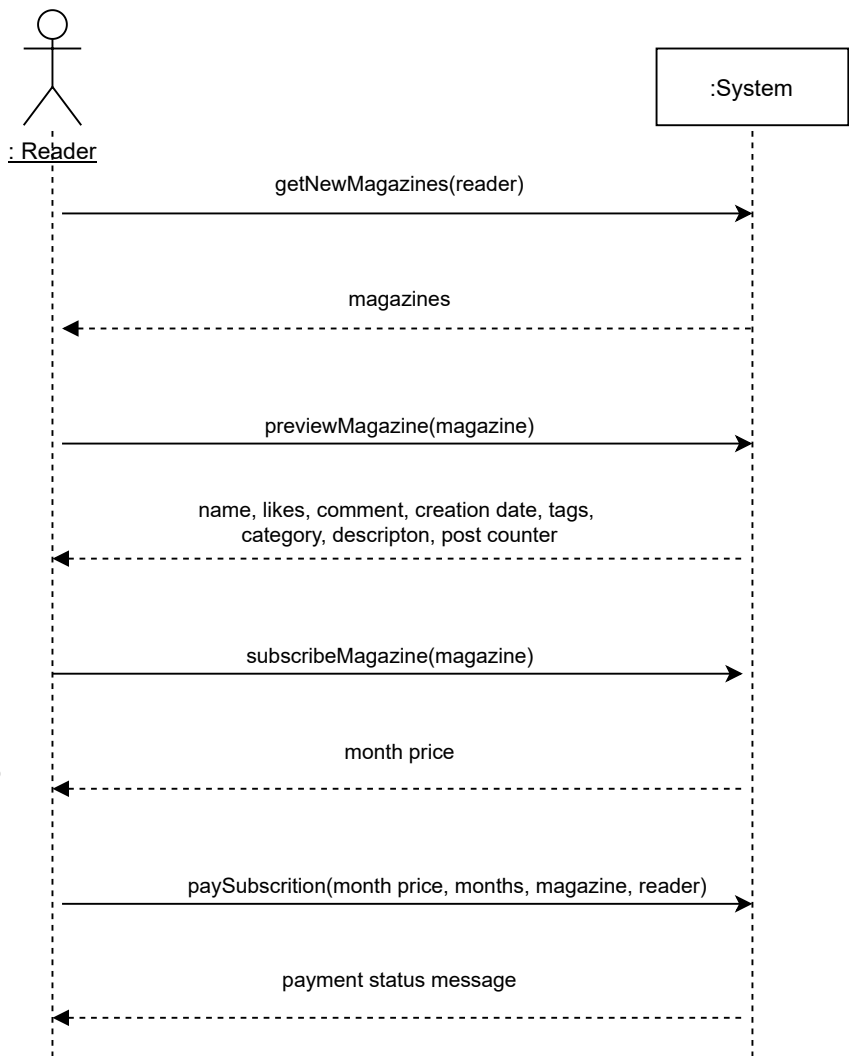 :System
: Reader
getNewMagazines(reader)
magazines
previewMagazine(magazine)
name, likes, comment, creation date, tags,
category, descripton, post counter
subscribeMagazine(magazine)
month price
paySubscrition(month price, months, magazine, reader)
payment status message